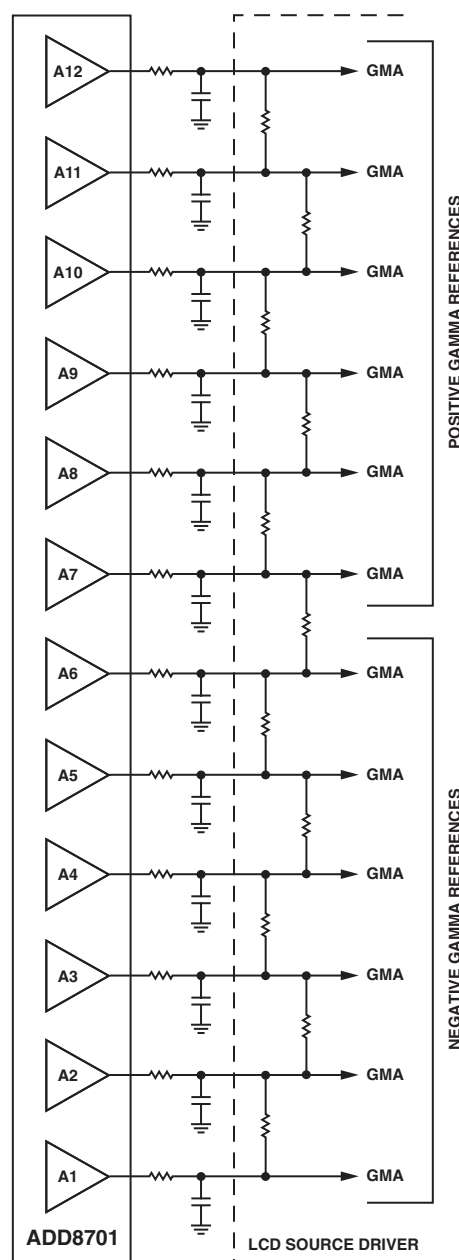 A12 GMA
A11 GMA
A10 GMA
A9 GMA
A8 GMA
A7 GMA
POSITIVE GAMMA REFERENCES
A6 GMA
A5 GMA
A4 GMA
A3 GMA
A2 GMA
A1 GMA
NEGATIVE GAMMA REFERENCES
ADD8701
LCD SOURCE DRIVER